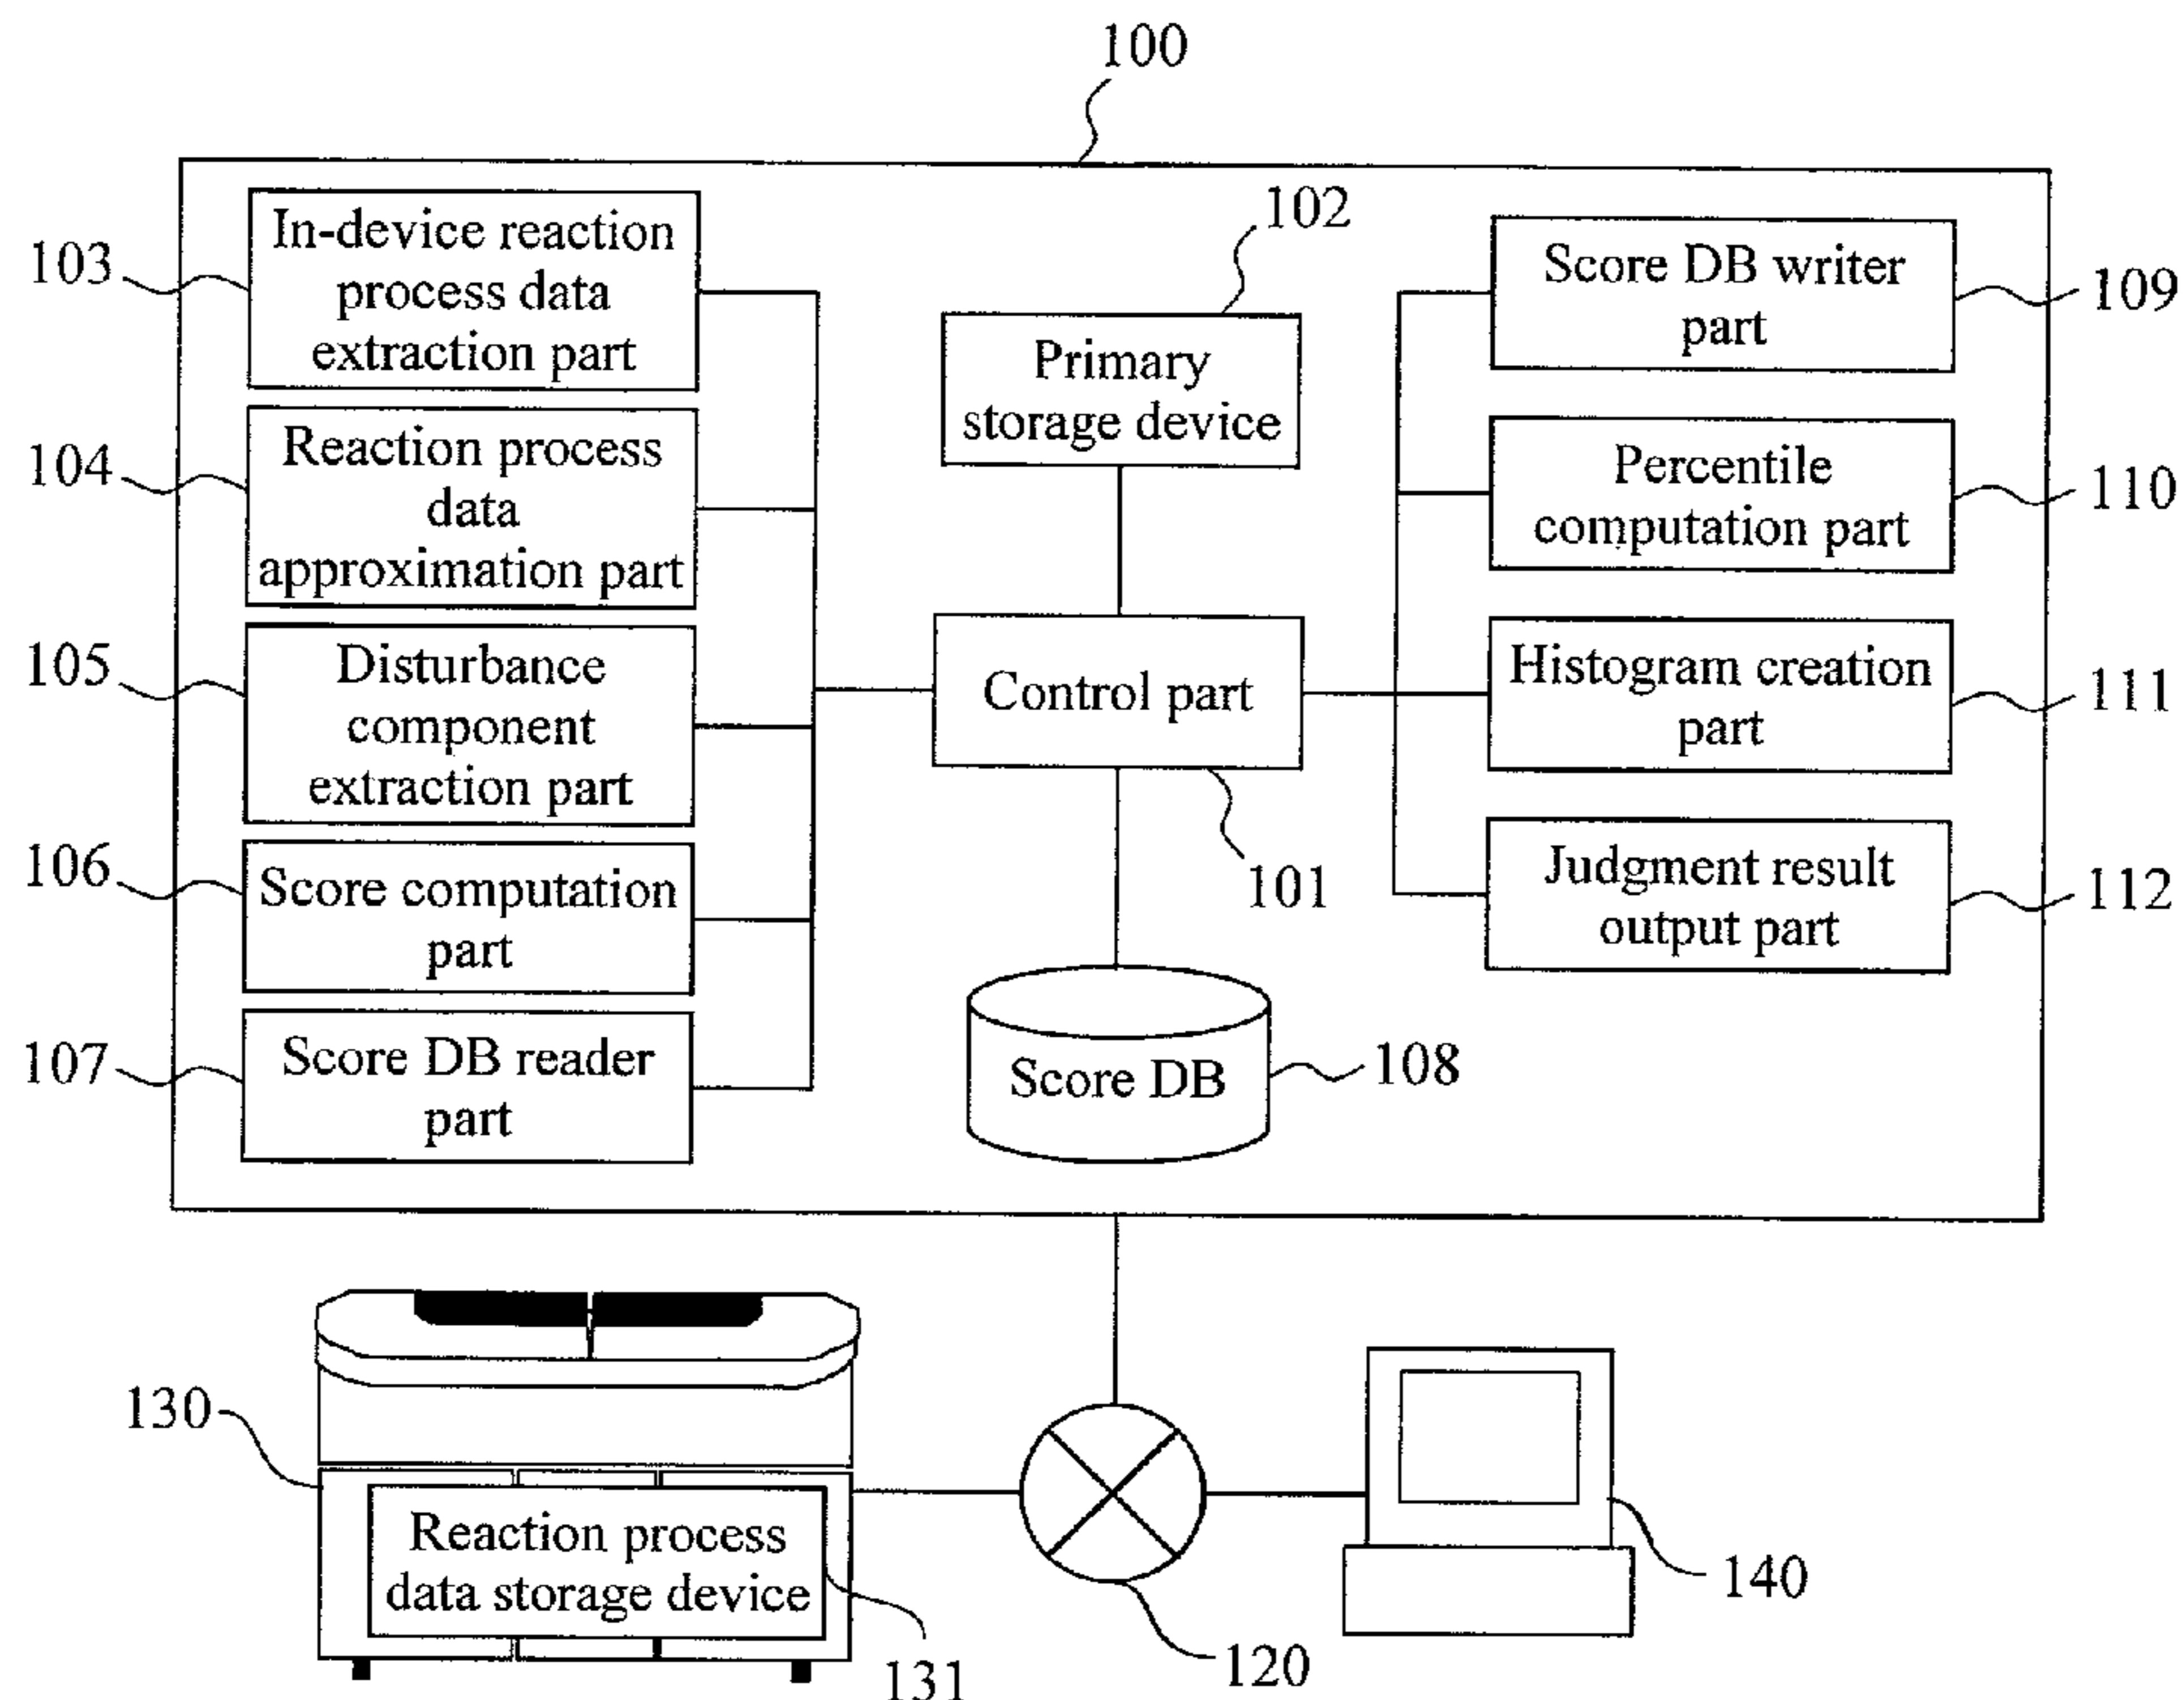 100
102
103
In-device reaction
process data
extraction part
Primary
storage device
Score DB writer
part
109
104
Reaction process
data
approximation part
Percentile
computation part
110
105
Disturbance
component
extraction part
Control part
101
Histogram creation
part
111
106
Score computation
part
Judgment result
output part
112
107
Score DB reader
part
Score DB
108
130
Reaction process
data storage device
131
120
140